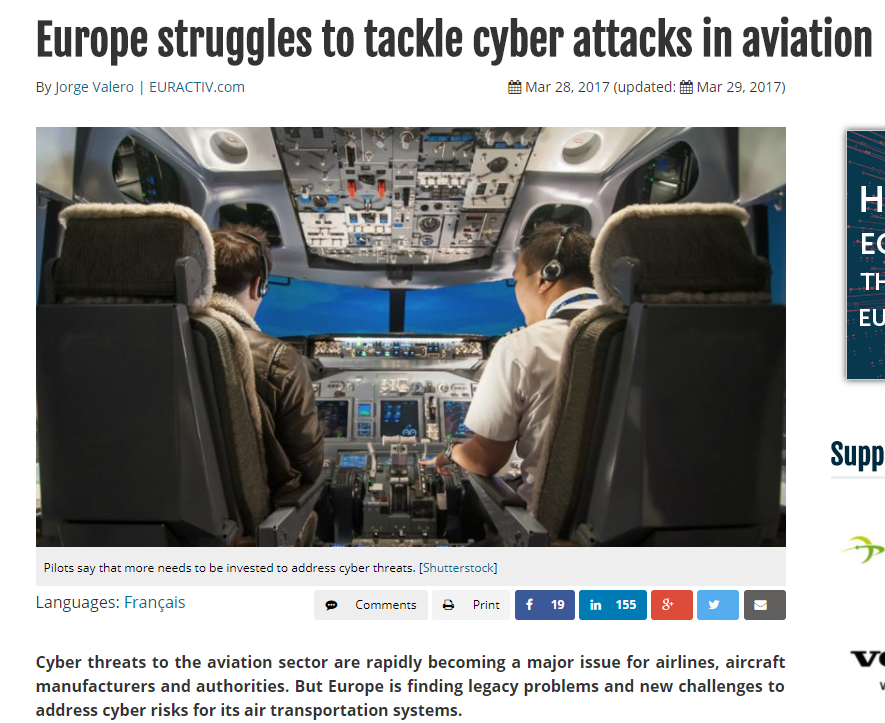 Europe struggles to tackle cyber attacks in aviation
By Jorge Valero | EURACTIV.com
Mar 28, 2017 (updated: Mar 29, 2017)
Pilots say that more needs to be invested to address cyber threats. [Shutterstock]
Languages: Français
Comments
Print
19
155
Cyber threats to the aviation sector are rapidly becoming a major issue for airlines, aircraft
manufacturers and authorities. But Europe is finding legacy problems and new challenges to
address cyber risks for its air transportation systems.
H
EC
TH
EU
Supp